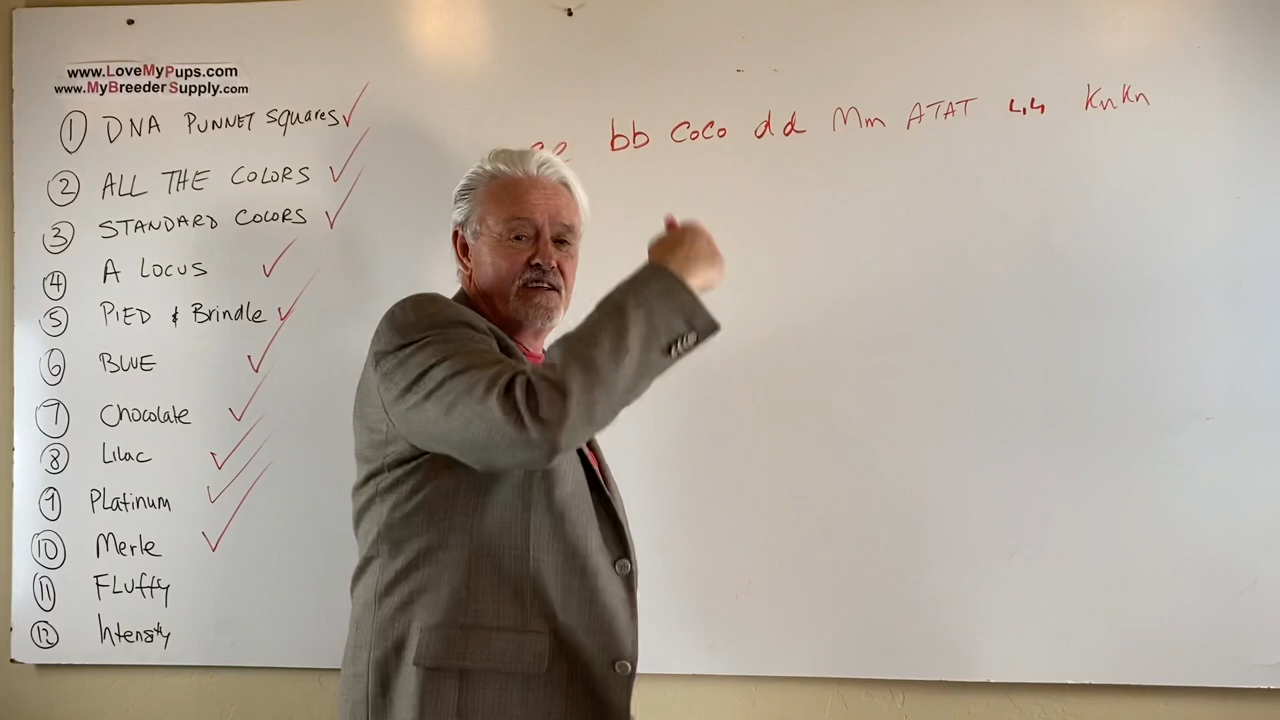 www.LoveMyPups.com
www.MyBreederSupply.com
1 DNA PUNNET SQUARES
2 ALL THE COLORS
3 STANDARD COLORS
4 A LOCUS
5 PIED & Brindle
6 BLUE
7 Chocolate
8 Lilac
9 PLatinum
10 Merle
11 FLuffy
12 Intensity
bb CoCo dd Mm ATAT KnKn